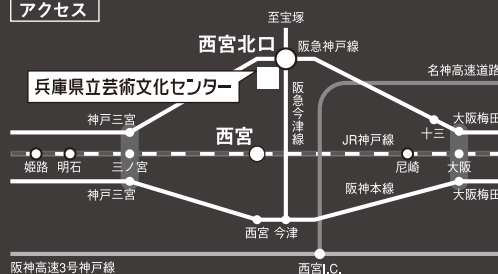 アクセス
至宝塚
西宮北口
阪急神戸線
名神高速道路
兵庫県立芸術文化センター
阪急今津線
神戸三宮
西宮
十三
大阪梅田
JR神戸線
姫路
明石
三ノ宮
尼崎
大阪
神戸三宮
阪神本線
大阪梅田
西宮
今津
阪神高速3号神戸線
西宮I.C.